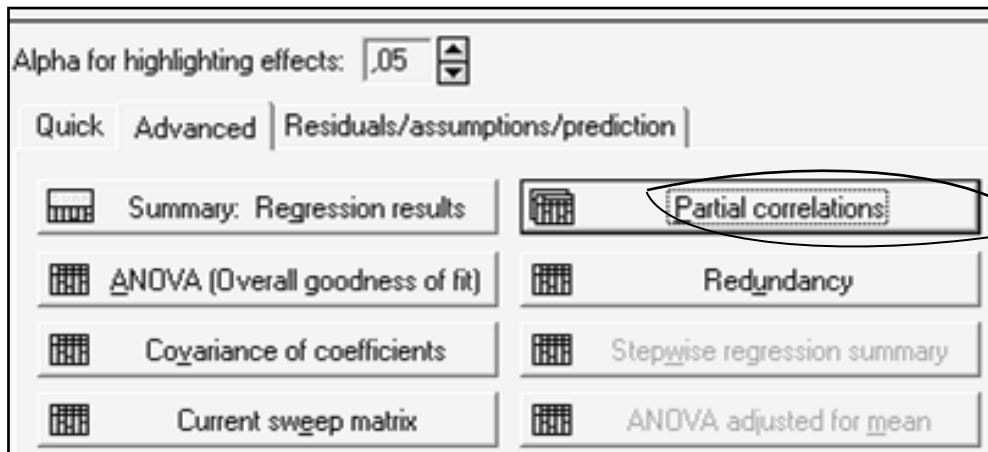 Alpha for highlighting effects: ,05
Quick Advanced Residuals/assumptions/prediction
Summary: Regression results Partial correlations
ANOVA (Overall goodness of fit) Redundancy
Covariance of coefficients Stepwise regression summary
Current sweep matrix ANOVA adjusted for mean